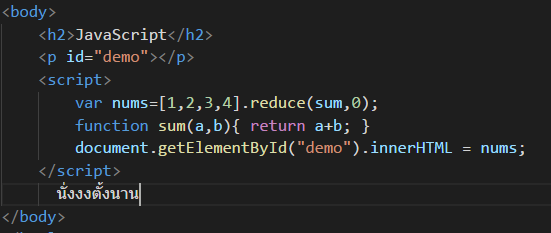 <body>
<h2>JavaScript</h2>
<p id="demo"></p>
<script>
var nums=[1,2,3,4].reduce(sum,0);
function sum(a,b){ return a+b; }
document.getElementById("demo").innerHTML = nums;
</script>
นั่งงงตั้งนาน
</body>